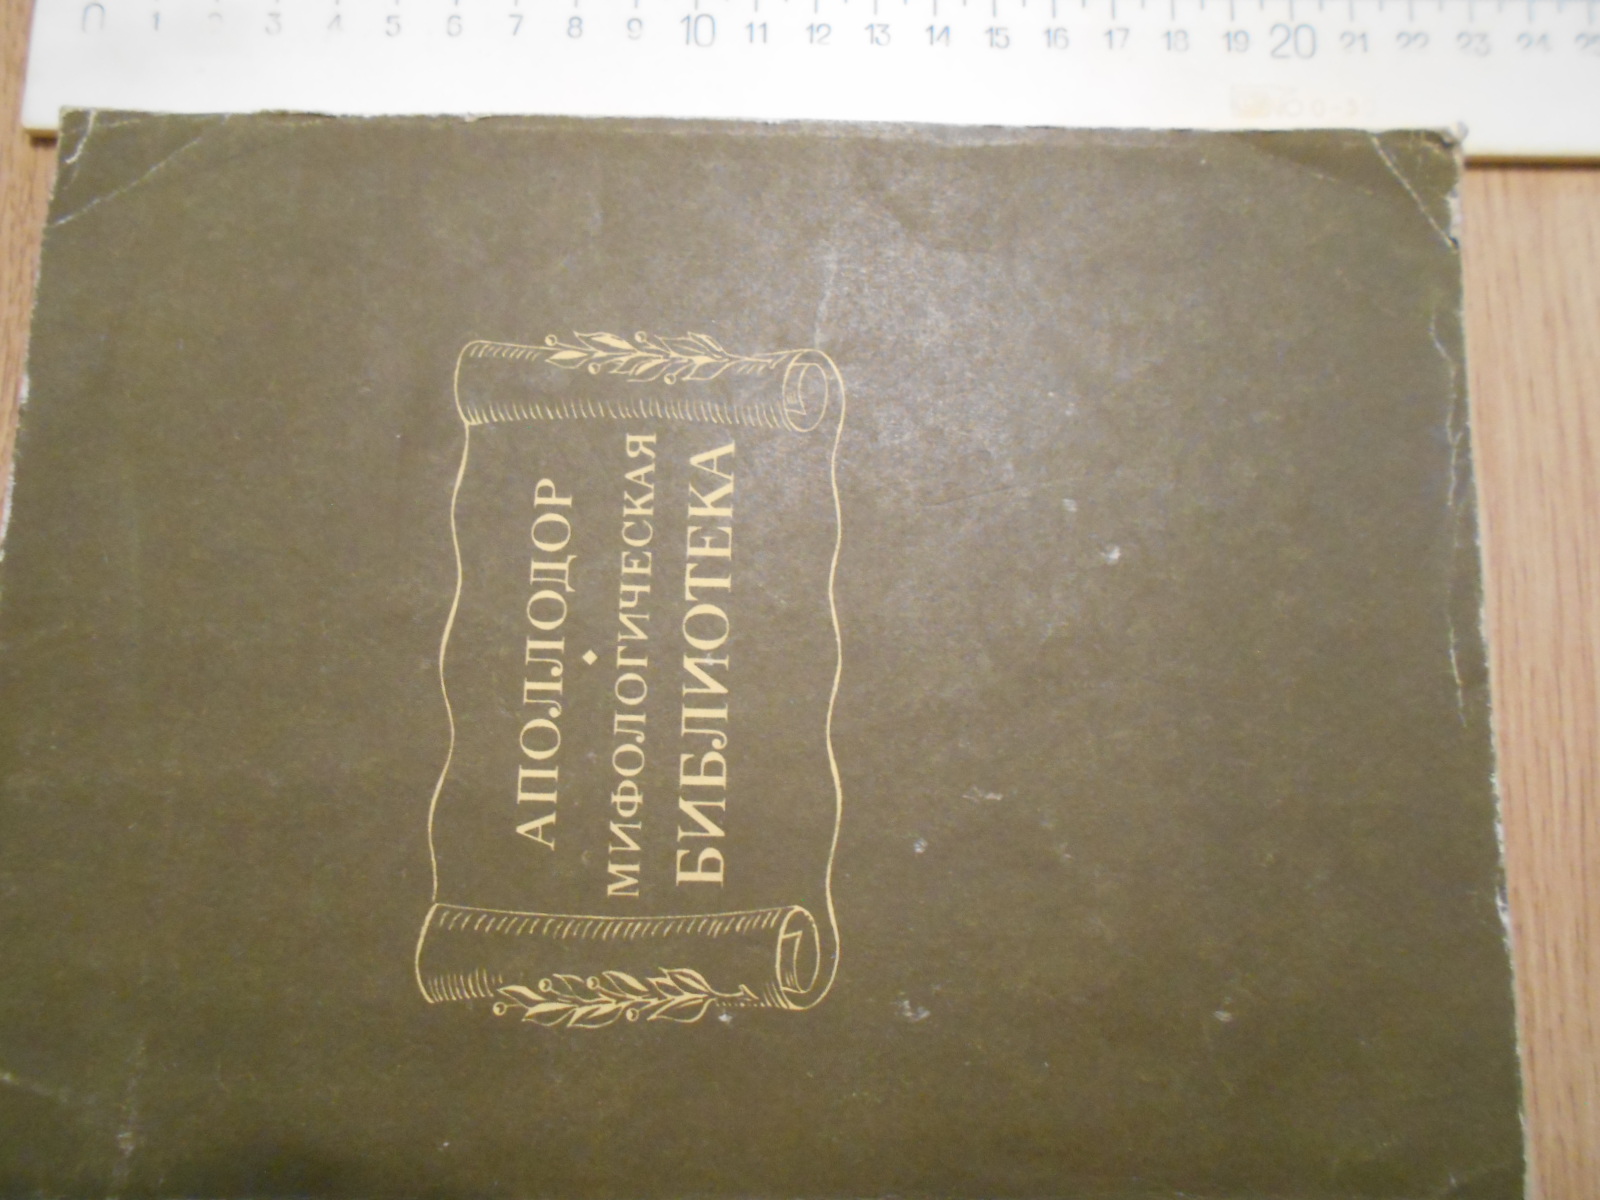 0 1 2 3 4 5 6 7 8 9 10 11 12 13 14 15 16 17 18 19 20 21 22 23 24 25
АПОЛЛОДОР
МИФОЛОГИЧЕСКАЯ
БИБЛИОТЕКА